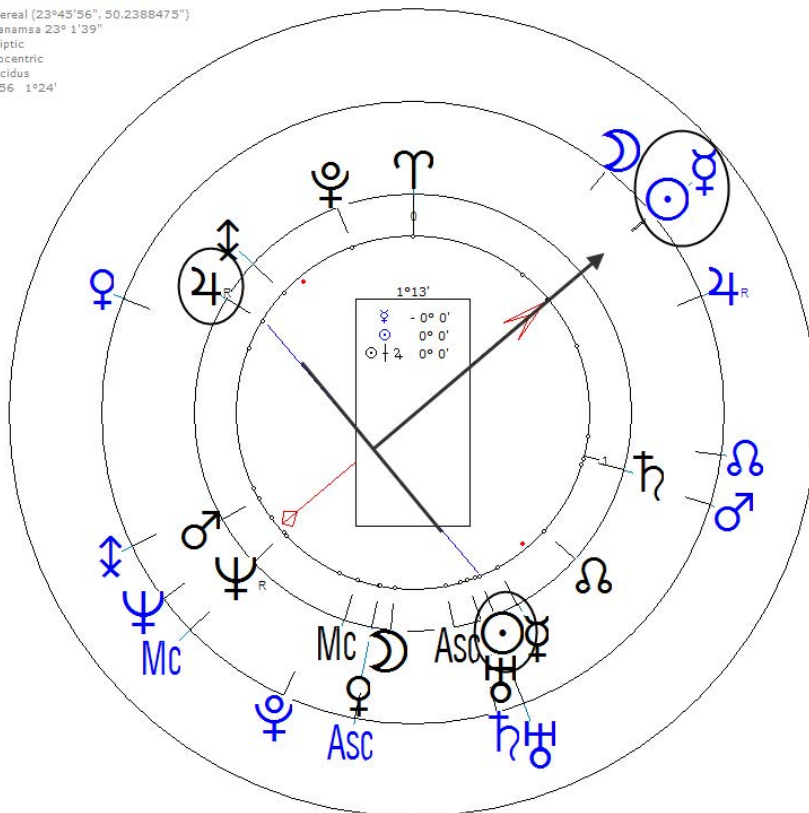 ereal (23°45'56", 50.2388475")
anamsa 23° 1'39"
iptic
ocentric
cidus
56 1°24'
0
R
R
1°13'
☿ - 0° 0'
☉ 0° 0'
☉ ♃ 0° 0'
1
R
Mc
Asc
Mc
Asc